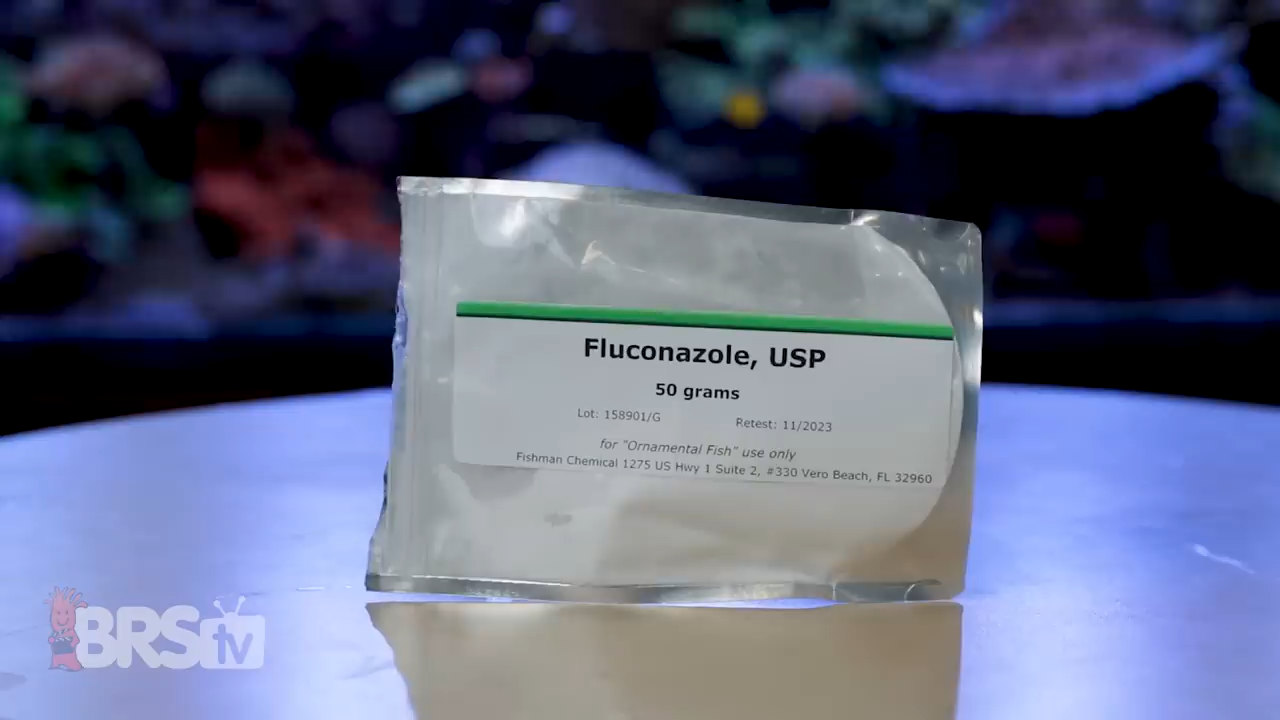 Fluconazole, USP
50 grams
Lot: 158901/G Retest: 11/2023
for "Ornamental Fish" use only
Fishman Chemical 1275 US Hwy 1 Suite 2, #330 Vero Beach, FL 32960
BRStv